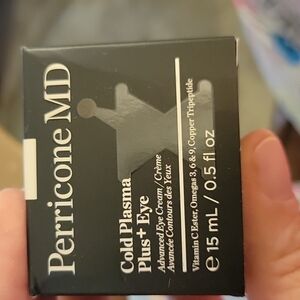 Perricone MD
Cold Plasma
Plus+ Eye
Advanced Eye Cream / Crème
Avancée Contours des Yeux
Vitamin C Ester, Omegas 3, 6 & 9, Copper Tripeptide
e 15 mL / 0.5 fl oz